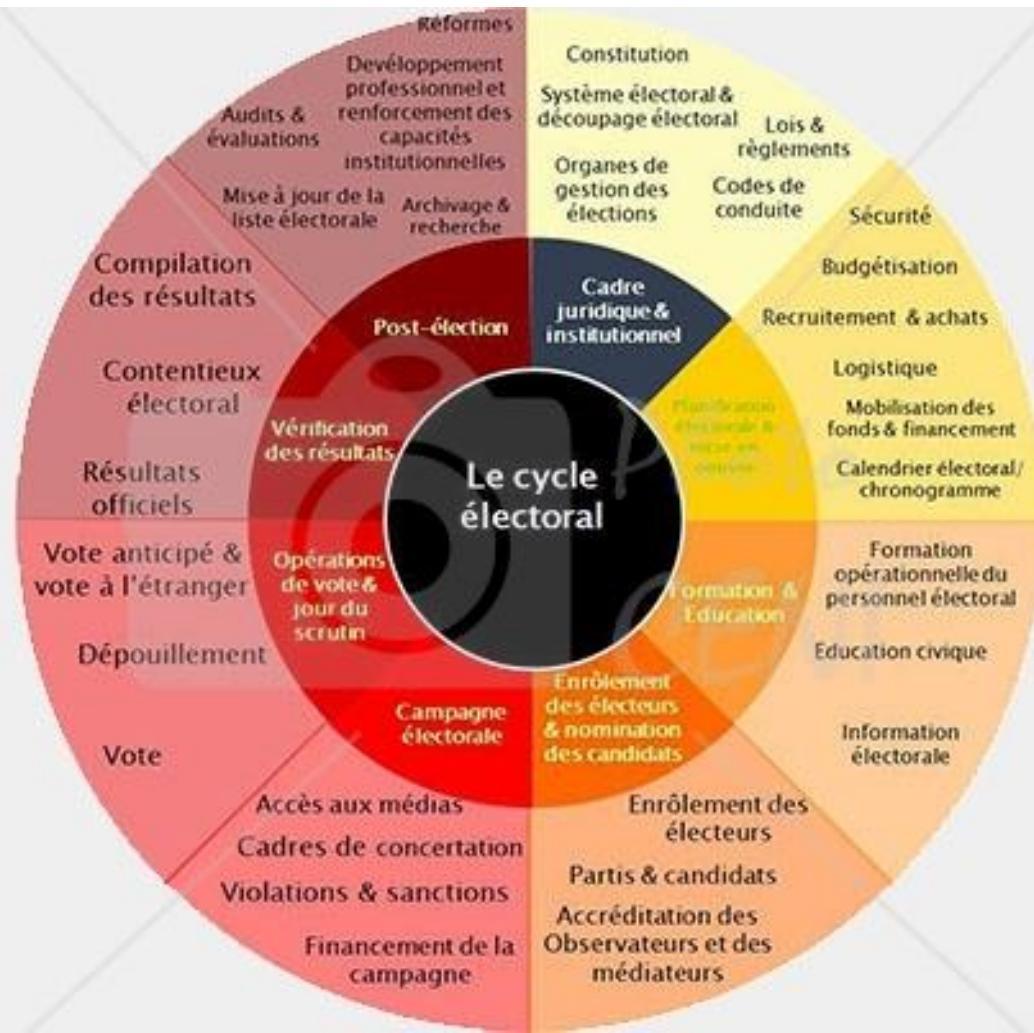 Le cycle
électoral
Cadre
juridique &
institutionnel
Constitution
Système électoral &
découpage électoral
Lois &
règlements
Organes de
gestion des
élections
Codes de
conduite
Planification
électorale &
mise en
oeuvre
Sécurité
Budgétisation
Recrutement & achats
Logistique
Mobilisation des
fonds & financement
Calendrier électoral/
chronogramme
Formation &
Education
Formation
opérationnelle du
personnel électoral
Education civique
Information
électorale
Enrôlement
des électeurs
& nomination
des candidats
Enrôlement des
électeurs
Partis & candidats
Accréditation des
Observateurs et des
médiateurs
Campagne
électorale
Accès aux médias
Cadres de concertation
Violations & sanctions
Financement de la
campagne
Opérations
de vote &
jour du
scrutin
Vote anticipé &
vote à l'étranger
Dépouillement
Vote
Vérification
des résultats
Compilation
des résultats
Contentieux
électoral
Résultats
officiels
Post-élection
Réformes
Devéloppement
professionnel et
renforcement des
capacités
institutionnelles
Audits &
évaluations
Mise à jour de la
liste électorale
Archivage &
recherche